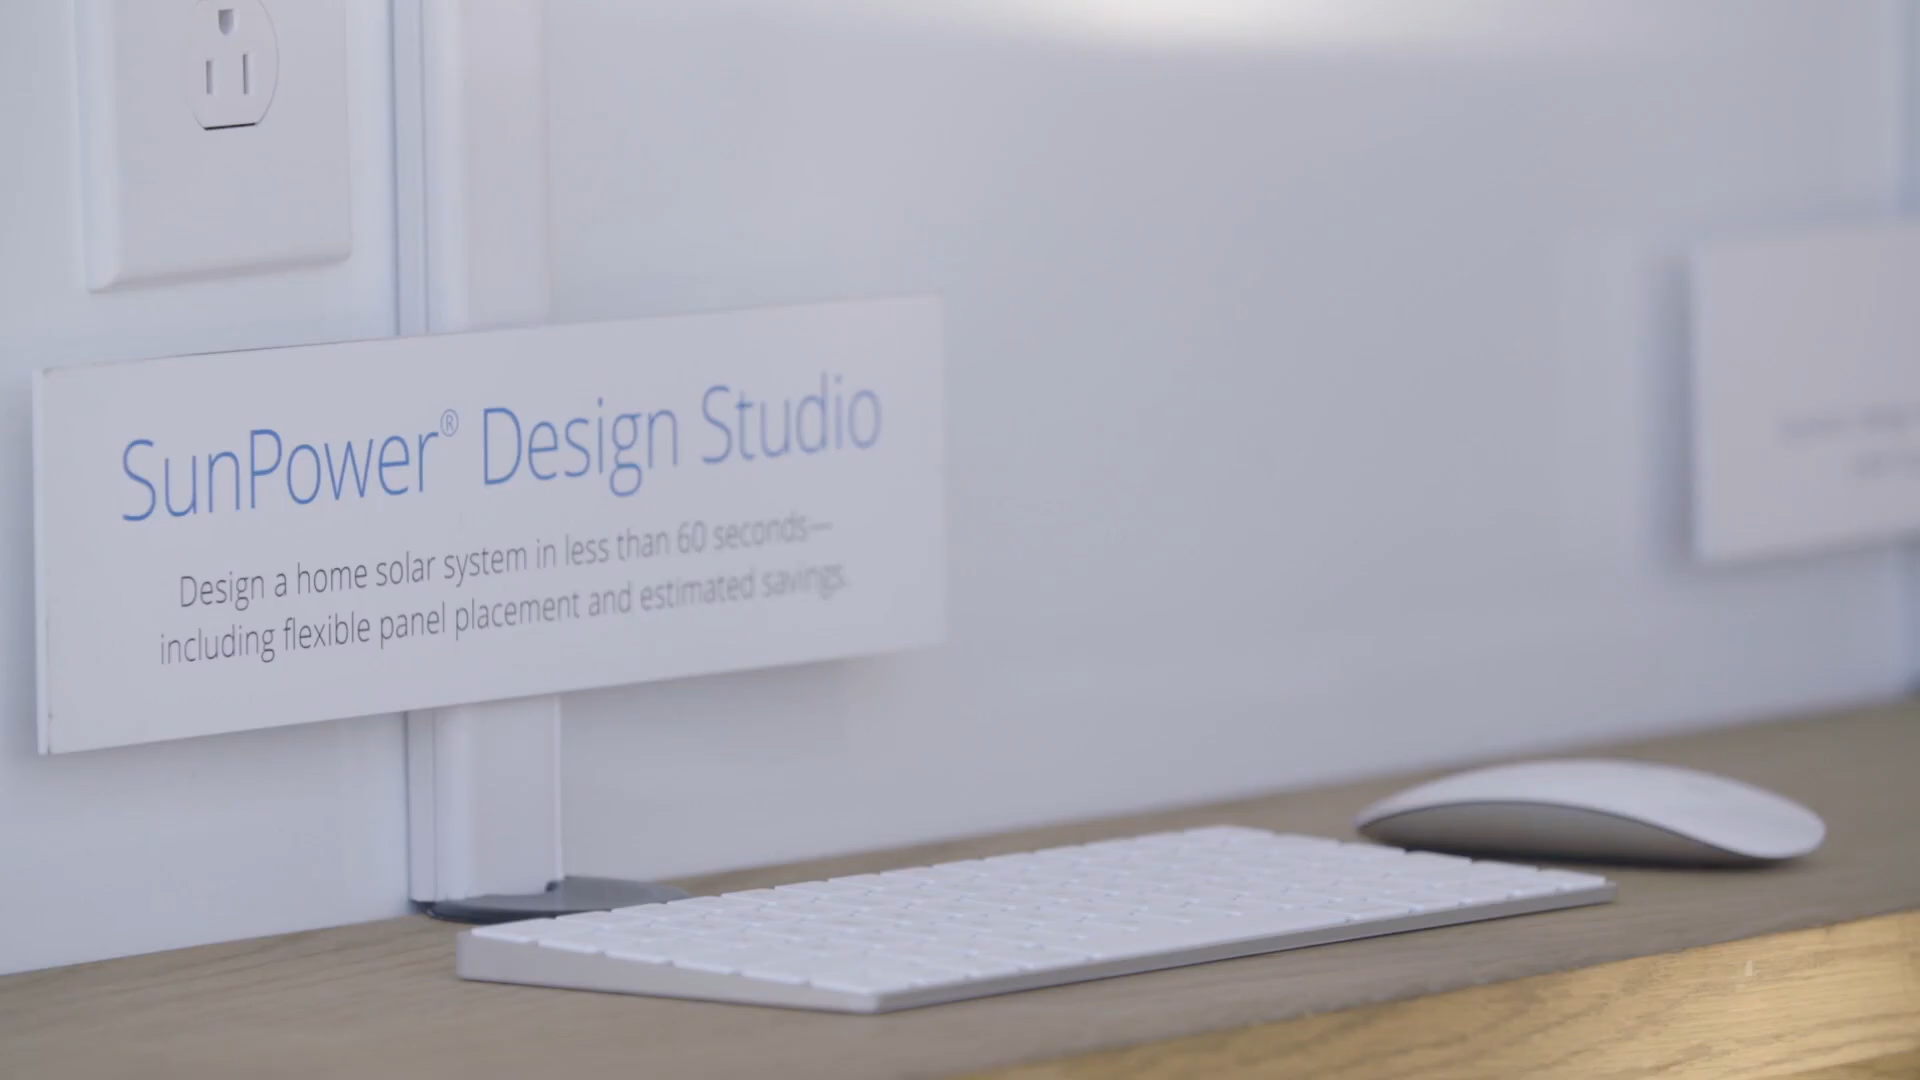 SunPower® Design Studio
Design a home solar system in less than 60 seconds—
including flexible panel placement and estimated savings.